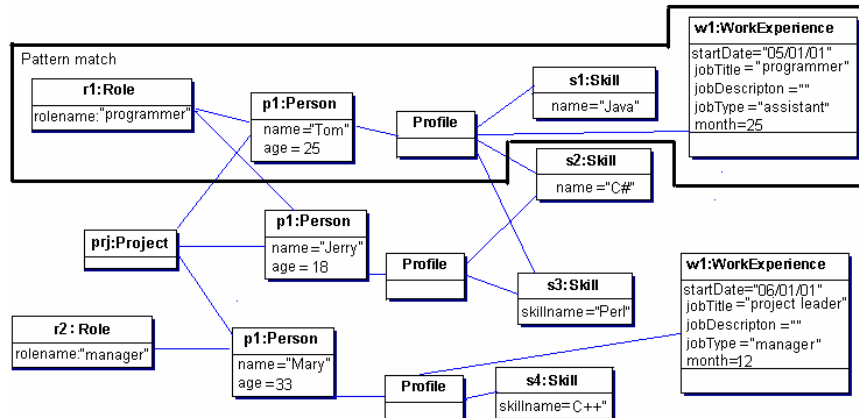 Pattern match
r1:Role
rolename:"programmer"
p1:Person
name="Tom"
age = 25
Profile
s1:Skill
name="Java"
w1:WorkExperience
startDate="05/01/01"
jobTitle ="programmer"
jobDescripton =""
jobType ="assistant"
month=25
s2:Skill
name ="C#"
prj:Project
p1:Person
name="Jerry"
age = 18
Profile
s3:Skill
skillname="Perl"
w1:WorkExperience
startDate="06/01/01"
jobTitle ="project leader"
jobDescripton =""
jobType ="manager"
month=12
r2: Role
rolename:"manager"
p1:Person
name="Mary"
age=33
Profile
s4:Skill
skillname=C++"